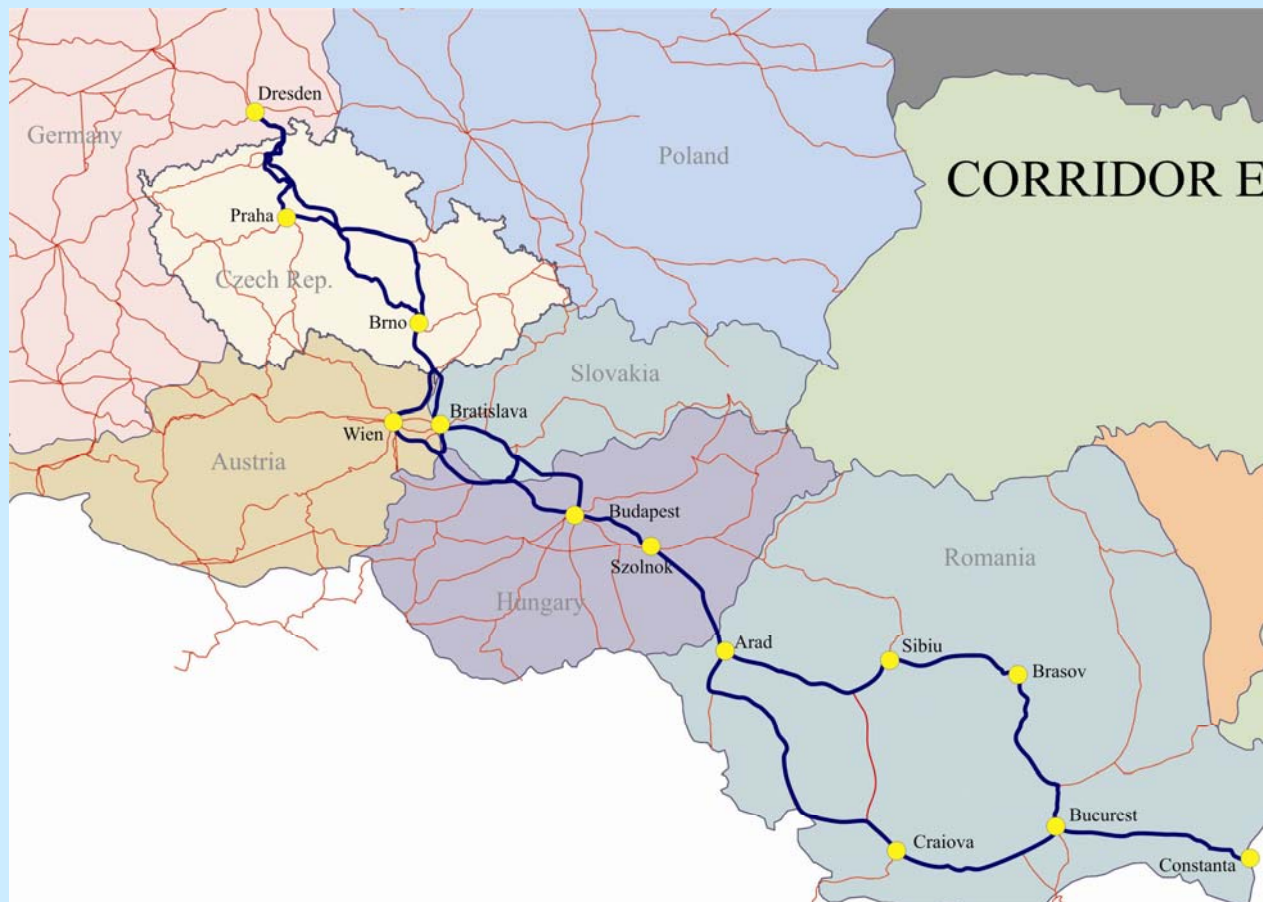 Dresden
Germany
Poland
CORRIDOR E
Praha
Czech Rep.
Brno
Slovakia
Bratislava
Wien
Austria
Budapest
Szolnok
Romania
Hungary
Arad
Sibiu
Brasov
Bucurest
Craiova
Constanta